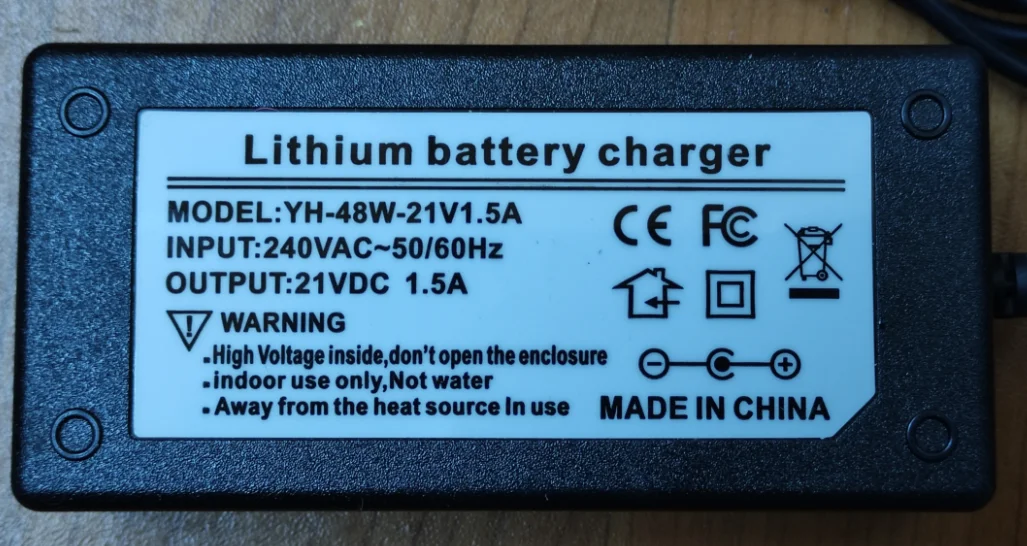 Lithium battery charger
MODEL:YH-48W-21V1.5A
INPUT:240VAC~50/60Hz
OUTPUT:21VDC 1.5A
CE FC
WARNING
.High Voltage inside,don't open the enclosure
.indoor use only,Not water
.Away from the heat source In use
MADE IN CHINA